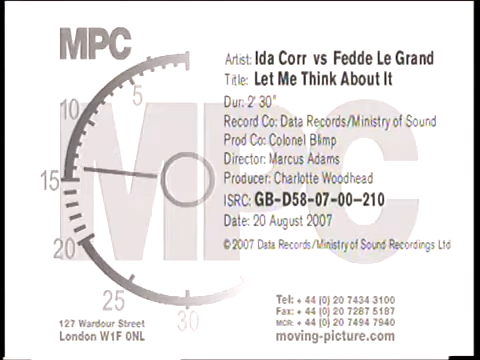 MPC
Artist: Ida Corr vs Fedde Le Grand
Title: Let Me Think About It
Dur: 2' 30"
Record Co: Data Records/Ministry of Sound
Prod Co: Colonel Blimp
Director: Marcus Adams
Producer: Charlotte Woodhead
ISRC: GB-D58-07-00-210
Date: 20 August 2007
© 2007 Data Records/Ministry of Sound Recordings Ltd
MPC
5
10
15
20
25
30
127 Wardour Street
London W1F 0NL
Tel: + 44 (0) 20 7434 3100
Fax: + 44 (0) 20 7287 5187
MCR: + 44 (0) 20 7494 7940
moving-picture.com